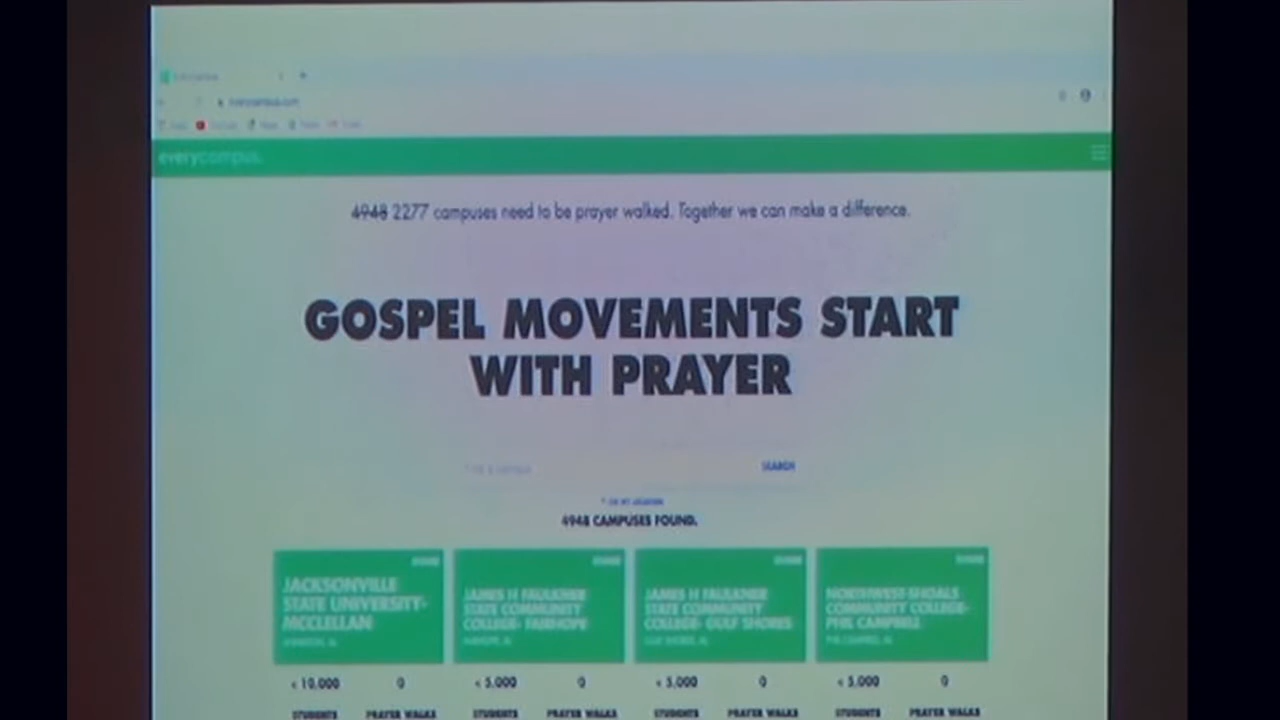 everycampus.
4948 2277 campuses need to be prayer walked. Together we can make a difference.
GOSPEL MOVEMENTS START
WITH PRAYER
SEARCH
4948 CAMPUSES FOUND.
JACKSONVILLE
STATE UNIVERSITY-
MCCLELLAN
JAMES H FAULKNER
STATE COMMUNITY
COLLEGE- FAIRHOPE
JAMES H FAULKNER
STATE COMMUNITY
COLLEGE- GULF SHORES
NORTHWEST-SHOALS
COMMUNITY COLLEGE-
PHIL CAMPBELL
< 10,000 0 < 5,000 0 < 5,000 0 < 5,000 0
STUDENTS PRAYER WALKS STUDENTS PRAYER WALKS STUDENTS PRAYER WALKS STUDENTS PRAYER WALKS